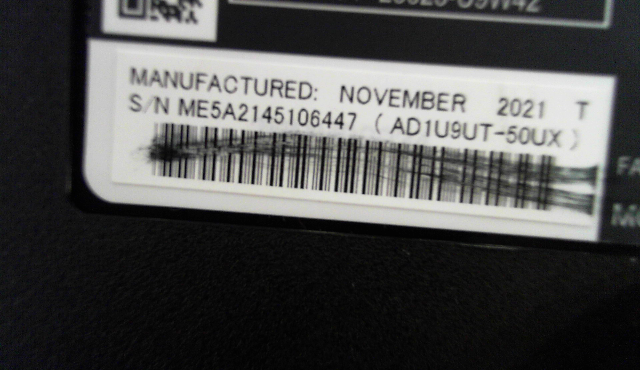 MANUFACTURED: NOVEMBER 2021 T
S/N ME5A2145106447 ( AD1U9UT-50UX )